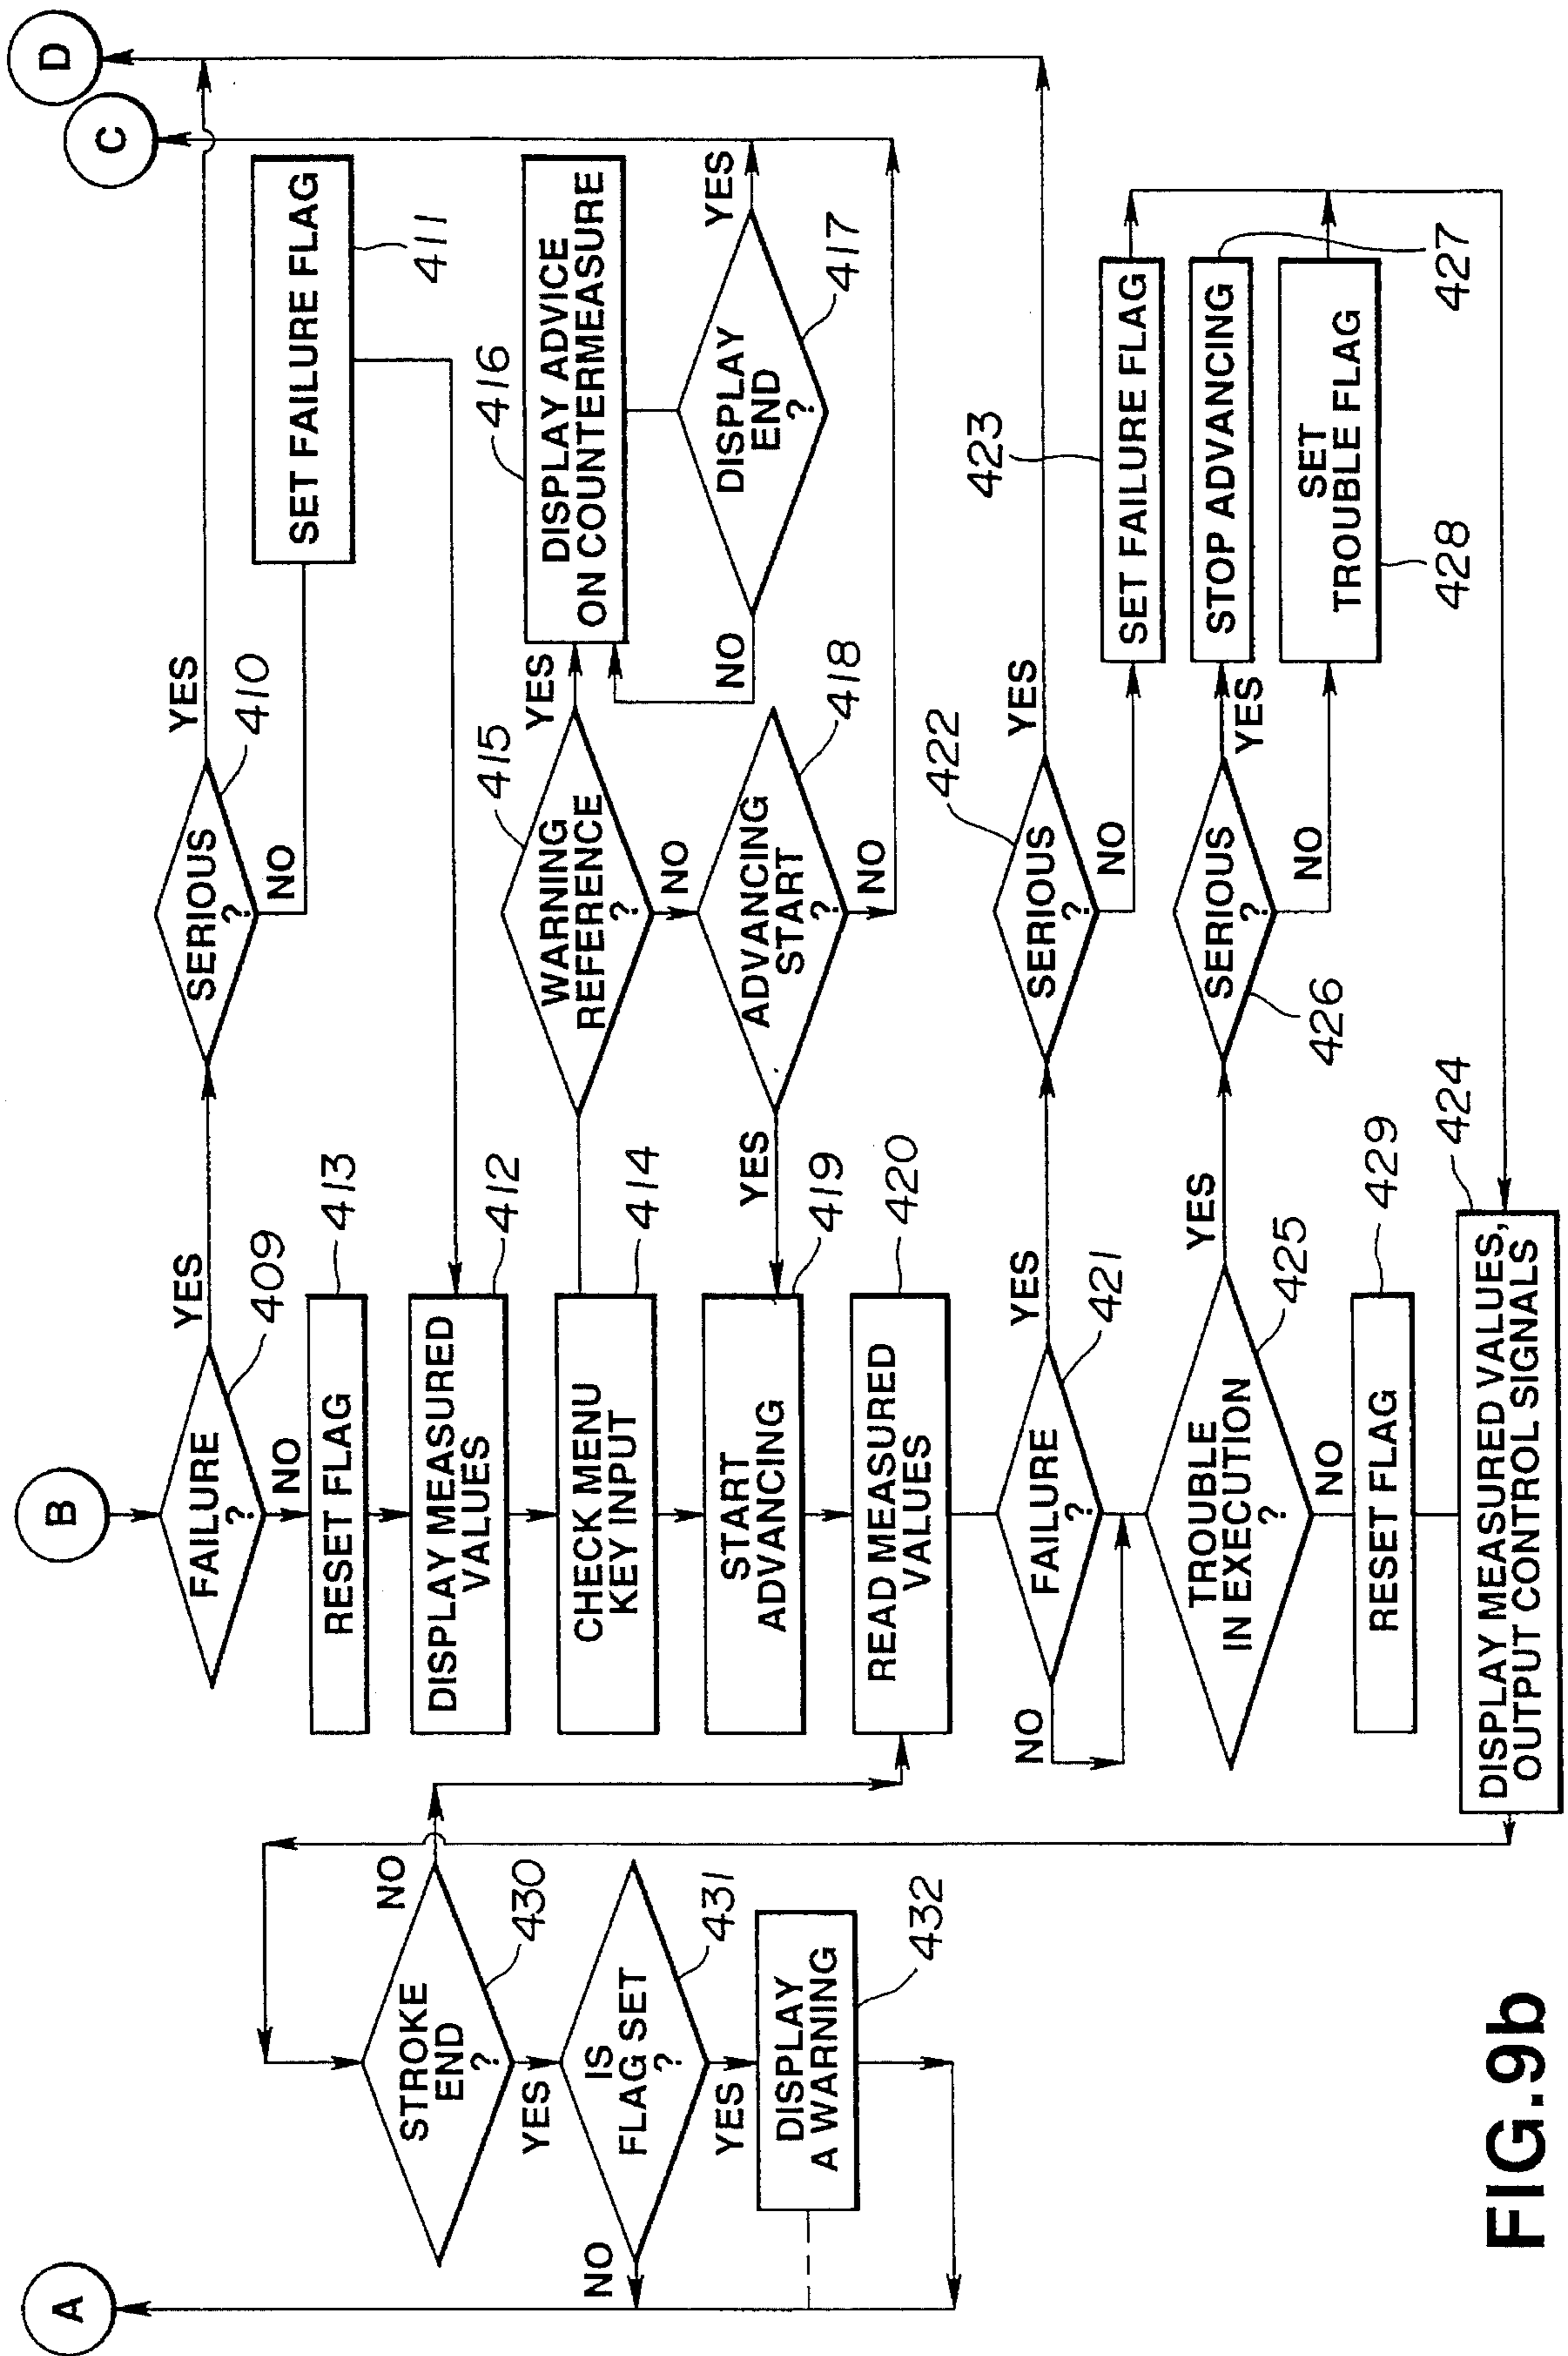 A
B
C
D
FAILURE
?
409
YES
NO
SERIOUS
?
410
YES
NO
SET FAILURE FLAG
411
RESET FLAG
413
DISPLAY MEASURED
VALUES
412
CHECK MENU
KEY INPUT
414
WARNING
REFERENCE
?
415
YES
NO
DISPLAY ADVICE
ON COUNTERMEASURE
416
DISPLAY
END
?
417
YES
NO
ADVANCING
START
?
418
YES
NO
START
ADVANCING
419
READ MEASURED
VALUES
420
FAILURE
?
421
YES
NO
SERIOUS
?
422
YES
NO
SET FAILURE FLAG
423
TROUBLE
IN EXECUTION
?
425
YES
NO
SERIOUS
?
426
YES
NO
STOP ADVANCING
427
SET
TROUBLE FLAG
428
RESET FLAG
429
DISPLAY MEASURED VALUES,
OUTPUT CONTROL SIGNALS
424
STROKE
END
?
430
NO
YES
IS
FLAG SET
?
431
NO
YES
DISPLAY
A WARNING
432
FIG.9b